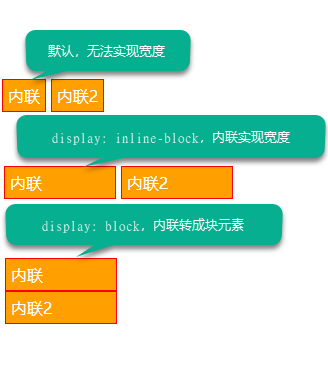 默认，无法实现宽度
内联 内联2
display: inline-block，内联实现宽度
内联 内联2
display: block，内联转成块元素
内联
内联2